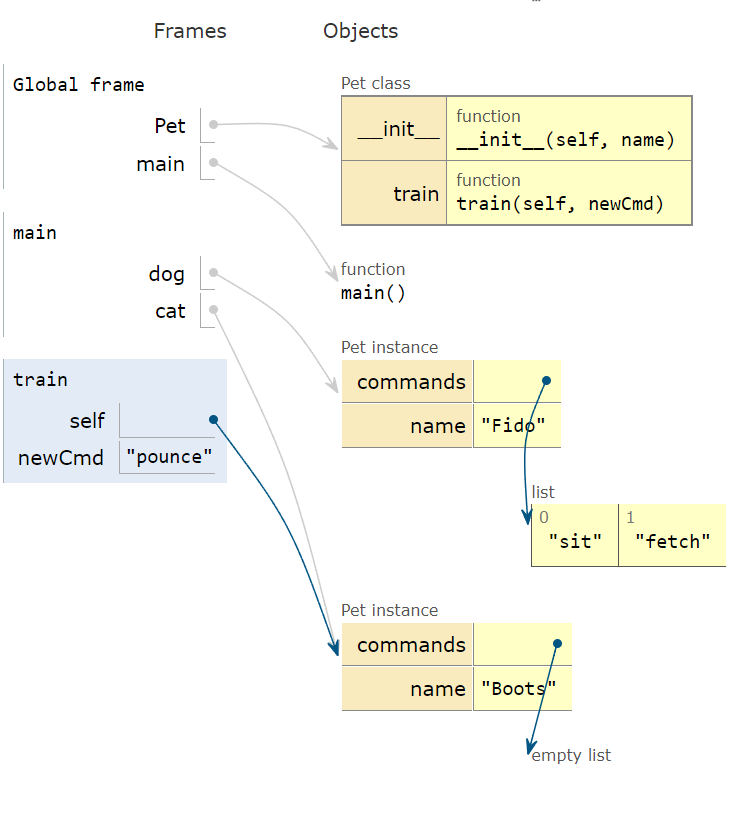 Frames
Objects
Global frame
Pet
main
Pet class
__init__
function
__init__(self, name)
train
function
train(self, newCmd)
function
main()
main
dog
cat
Pet instance
commands
name
"Fido"
list
0
1
"sit"
"fetch"
train
self
newCmd
"pounce"
Pet instance
commands
name
"Boots"
empty list